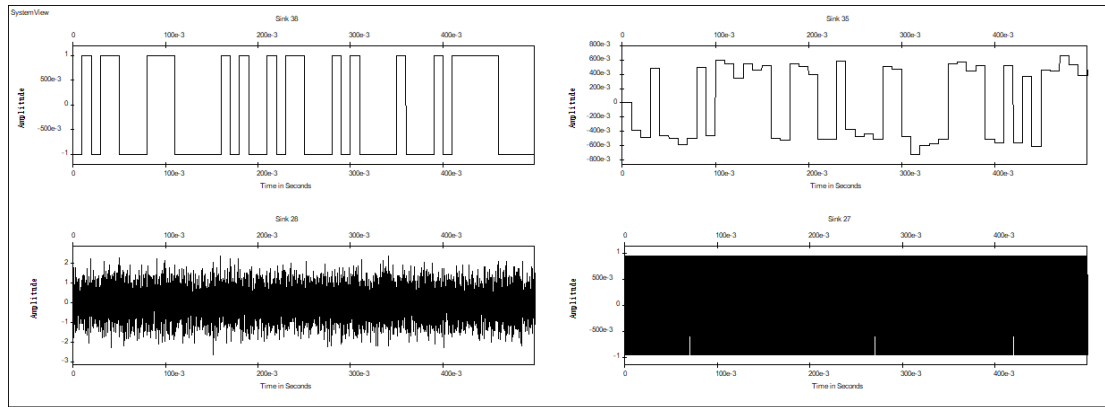 SystemView
Sink 38
0 100e-3 200e-3 300e-3 400e-3
Amplitude
1
500e-3
0
-500e-3
-1
0 100e-3 200e-3 300e-3 400e-3
Time in Seconds
Sink 35
0 100e-3 200e-3 300e-3 400e-3
Amplitude
800e-3
600e-3
400e-3
200e-3
0
-200e-3
-400e-3
-600e-3
-800e-3
0 100e-3 200e-3 300e-3 400e-3
Time in Seconds
Sink 28
0 100e-3 200e-3 300e-3 400e-3
Amplitude
2
1
0
-1
-2
-3
0 100e-3 200e-3 300e-3 400e-3
Time in Seconds
Sink 27
0 100e-3 200e-3 300e-3 400e-3
Amplitude
1
500e-3
0
-500e-3
-1
0 100e-3 200e-3 300e-3 400e-3
Time in Seconds